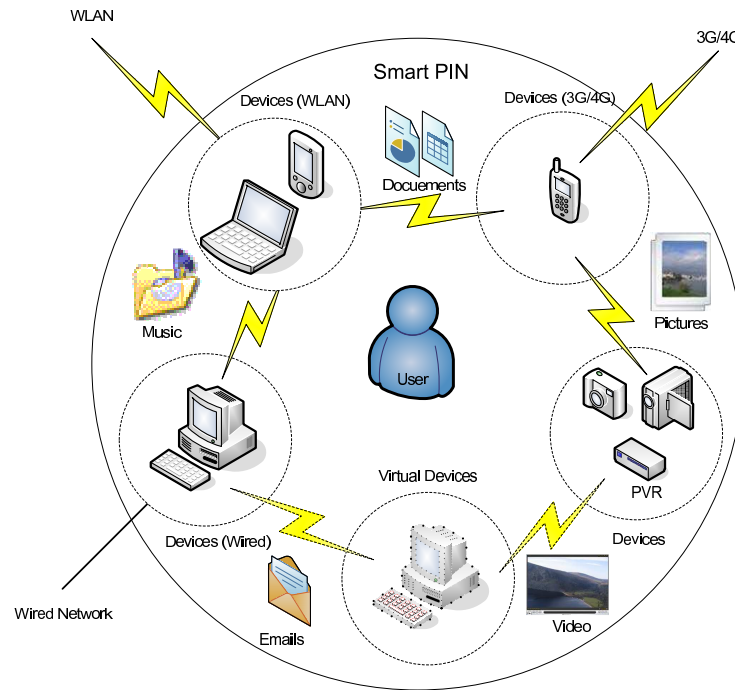 WLAN
3G/4G
Smart PIN
Devices (WLAN)
Devices (3G/4G)
Docuements
Music
Pictures
User
PVR
Virtual Devices
Devices (Wired)
Devices
Wired Network
Emails
Video